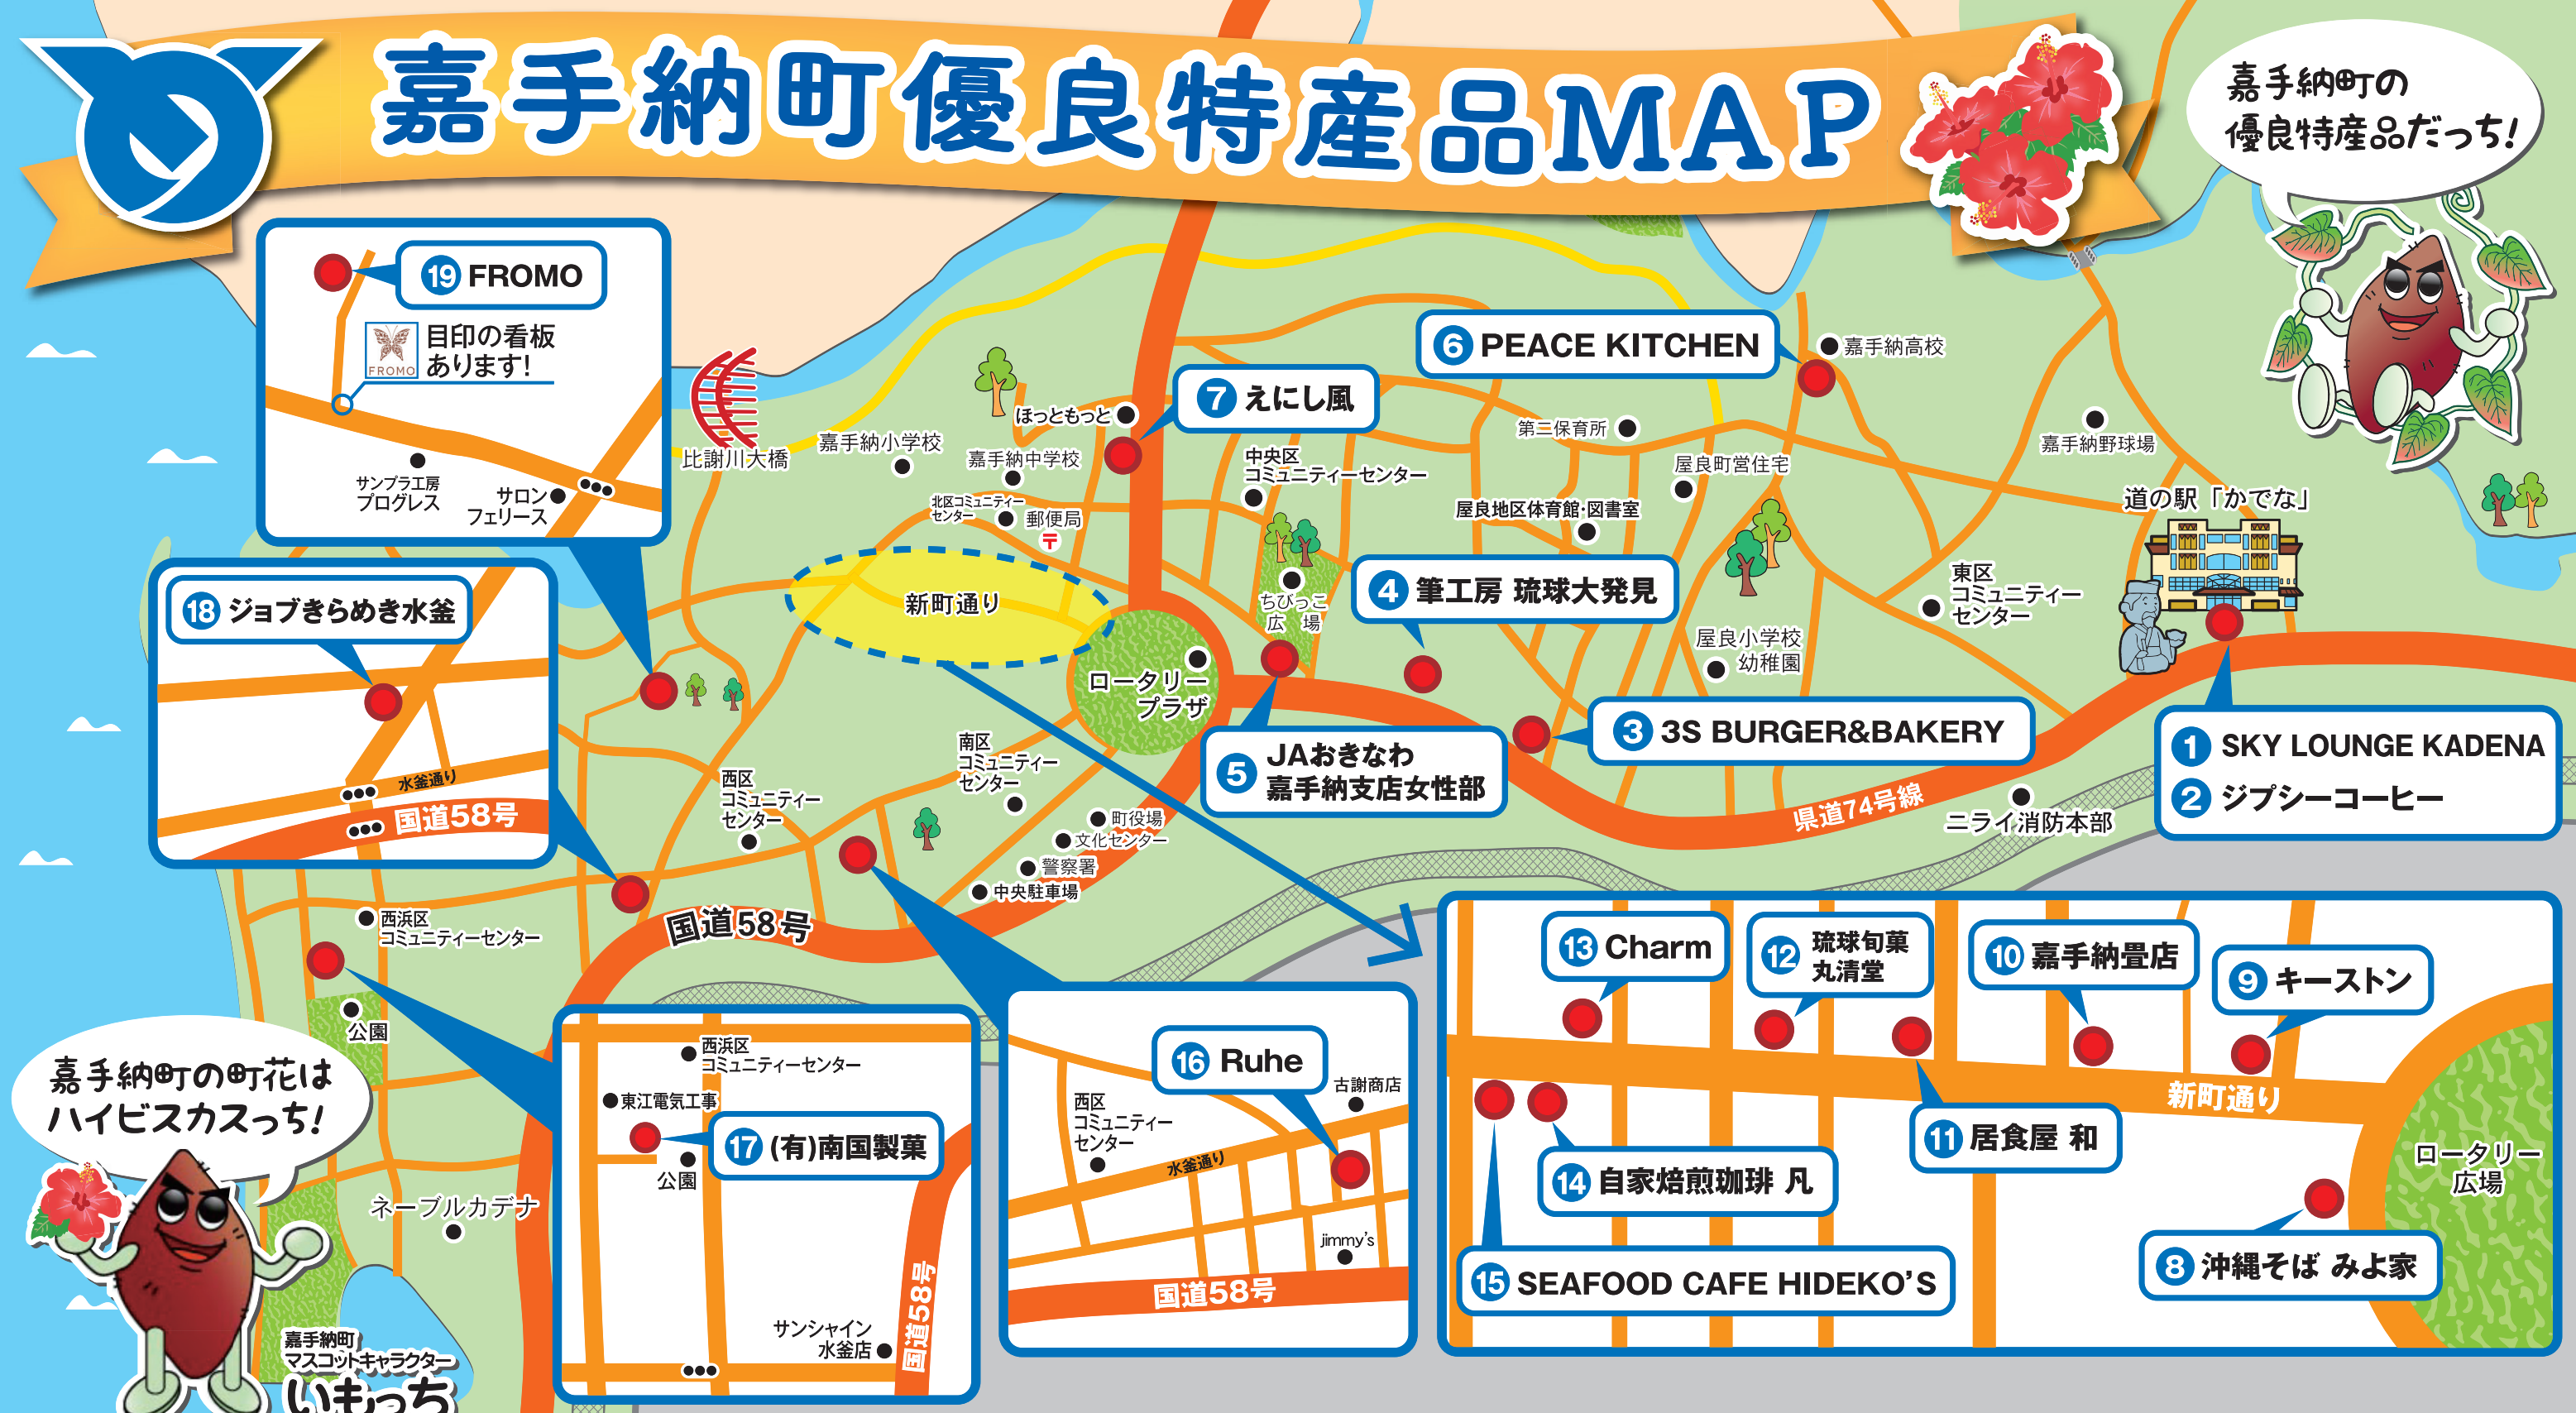 嘉手納町優良特産品MAP
嘉手納町の
優良特産品だっち!
19 FROMO
FROMO
目印の看板
あります!
サンプラ工房
プログレス
サロン
フェリース
18 ジョブきらめき水釜
水釜通り
国道58号
比謝川大橋
嘉手納小学校
ほっともっと
嘉手納中学校
北区コミュニティー
センター
郵便局
〒
7 えにし風
6 PEACE KITCHEN
嘉手納高校
第二保育所
中央区
コミュニティーセンター
屋良町営住宅
屋良地区体育館・図書室
嘉手納野球場
道の駅「かでな」
新町通り
ちびっこ
広 場
4 筆工房 琉球大発見
東区
コミュニティー
センター
屋良小学校
幼稚園
ロータリー
プラザ
3 3S BURGER&BAKERY
5 JAおきなわ
嘉手納支店女性部
1 SKY LOUNGE KADENA
2 ジプシーコーヒー
県道74号線
ニライ消防本部
南区
コミュニティー
センター
西区
コミュニティー
センター
町役場
文化センター
警察署
中央駐車場
国道58号
西浜区
コミュニティーセンター
公園
嘉手納町の町花は
ハイビスカスっち!
ネーブルカデナ
嘉手納町
マスコットキャラクター
いもっち
西浜区
コミュニティーセンター
東江電気工事
17 (有)南国製菓
公園
サンシャイン
水釜店
国道58号
16 Ruhe
古謝商店
西区
コミュニティー
センター
水釜通り
jimmy's
国道58号
13 Charm
12 琉球旬菓
丸清堂
10 嘉手納畳店
9 キーストン
新町通り
11 居食屋 和
14 自家焙煎珈琲 凡
15 SEAFOOD CAFE HIDEKO'S
ロータリー
広場
8 沖縄そば みよ家